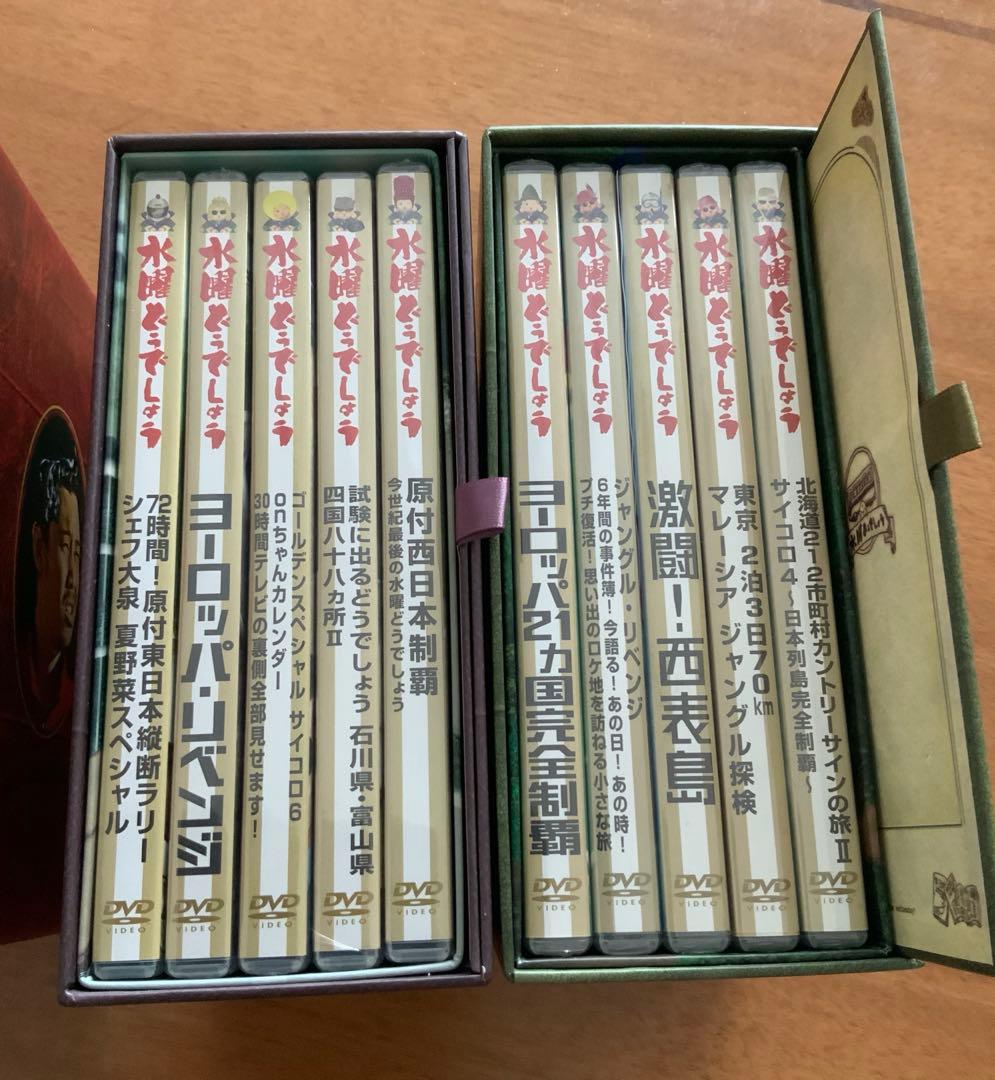 水曜どうでしょう
72時間！原付東日本縦断ラリー
シェフ大泉 夏野菜スペシャル
DVD
VIDEO
水曜どうでしょう
ヨーロッパ・リベンジ
DVD
VIDEO
水曜どうでしょう
ゴールデンスペシャル サイコロ6
onちゃんカレンダー
30時間テレビの裏側全部見せます！
DVD
VIDEO
水曜どうでしょう
試験に出るどうでしょう 石川県・富山県
四国八十八ヵ所Ⅱ
DVD
VIDEO
水曜どうでしょう
原付西日本制覇
今世紀最後の水曜どうでしょう
DVD
VIDEO
水曜どうでしょう
ヨーロッパ21ヵ国完全制覇
DVD
VIDEO
水曜どうでしょう
ジャングル・リベンジ
6年間の事件簿！今語る！あの日！あの時！
プチ復活！思い出のロケ地を訪ねる小さな旅
DVD
VIDEO
水曜どうでしょう
激闘！西表島
DVD
VIDEO
水曜どうでしょう
東京 2泊3日70km
マレーシア ジャングル探検
DVD
VIDEO
水曜どうでしょう
北海道212市町村カントリーサインの旅Ⅱ
サイコロ4～日本列島完全制覇～
DVD
VIDEO